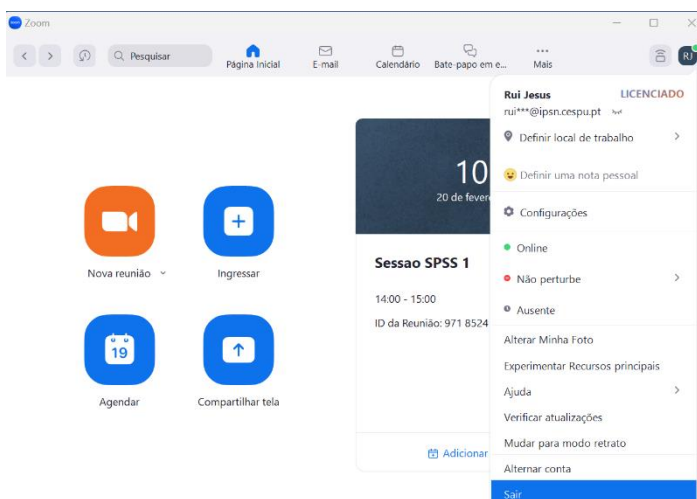 Zoom
Pesquisar
Página Inicial
E-mail
Calendário
Bate-papo em e...
Mais
RJ
Rui Jesus LICENCIADO
rui***@ipsn.cespu.pt
Definir local de trabalho
Definir uma nota pessoal
Configurações
Online
Não perturbe
Ausente
Alterar Minha Foto
Experimentar Recursos principais
Ajuda
Verificar atualizações
Mudar para modo retrato
Alternar conta
Sair
Nova reunião
Ingressar
19
Agendar
Compartilhar tela
10
20 de fever
Sessao SPSS 1
14:00 - 15:00
ID da Reunião: 971 8524
Adicionar